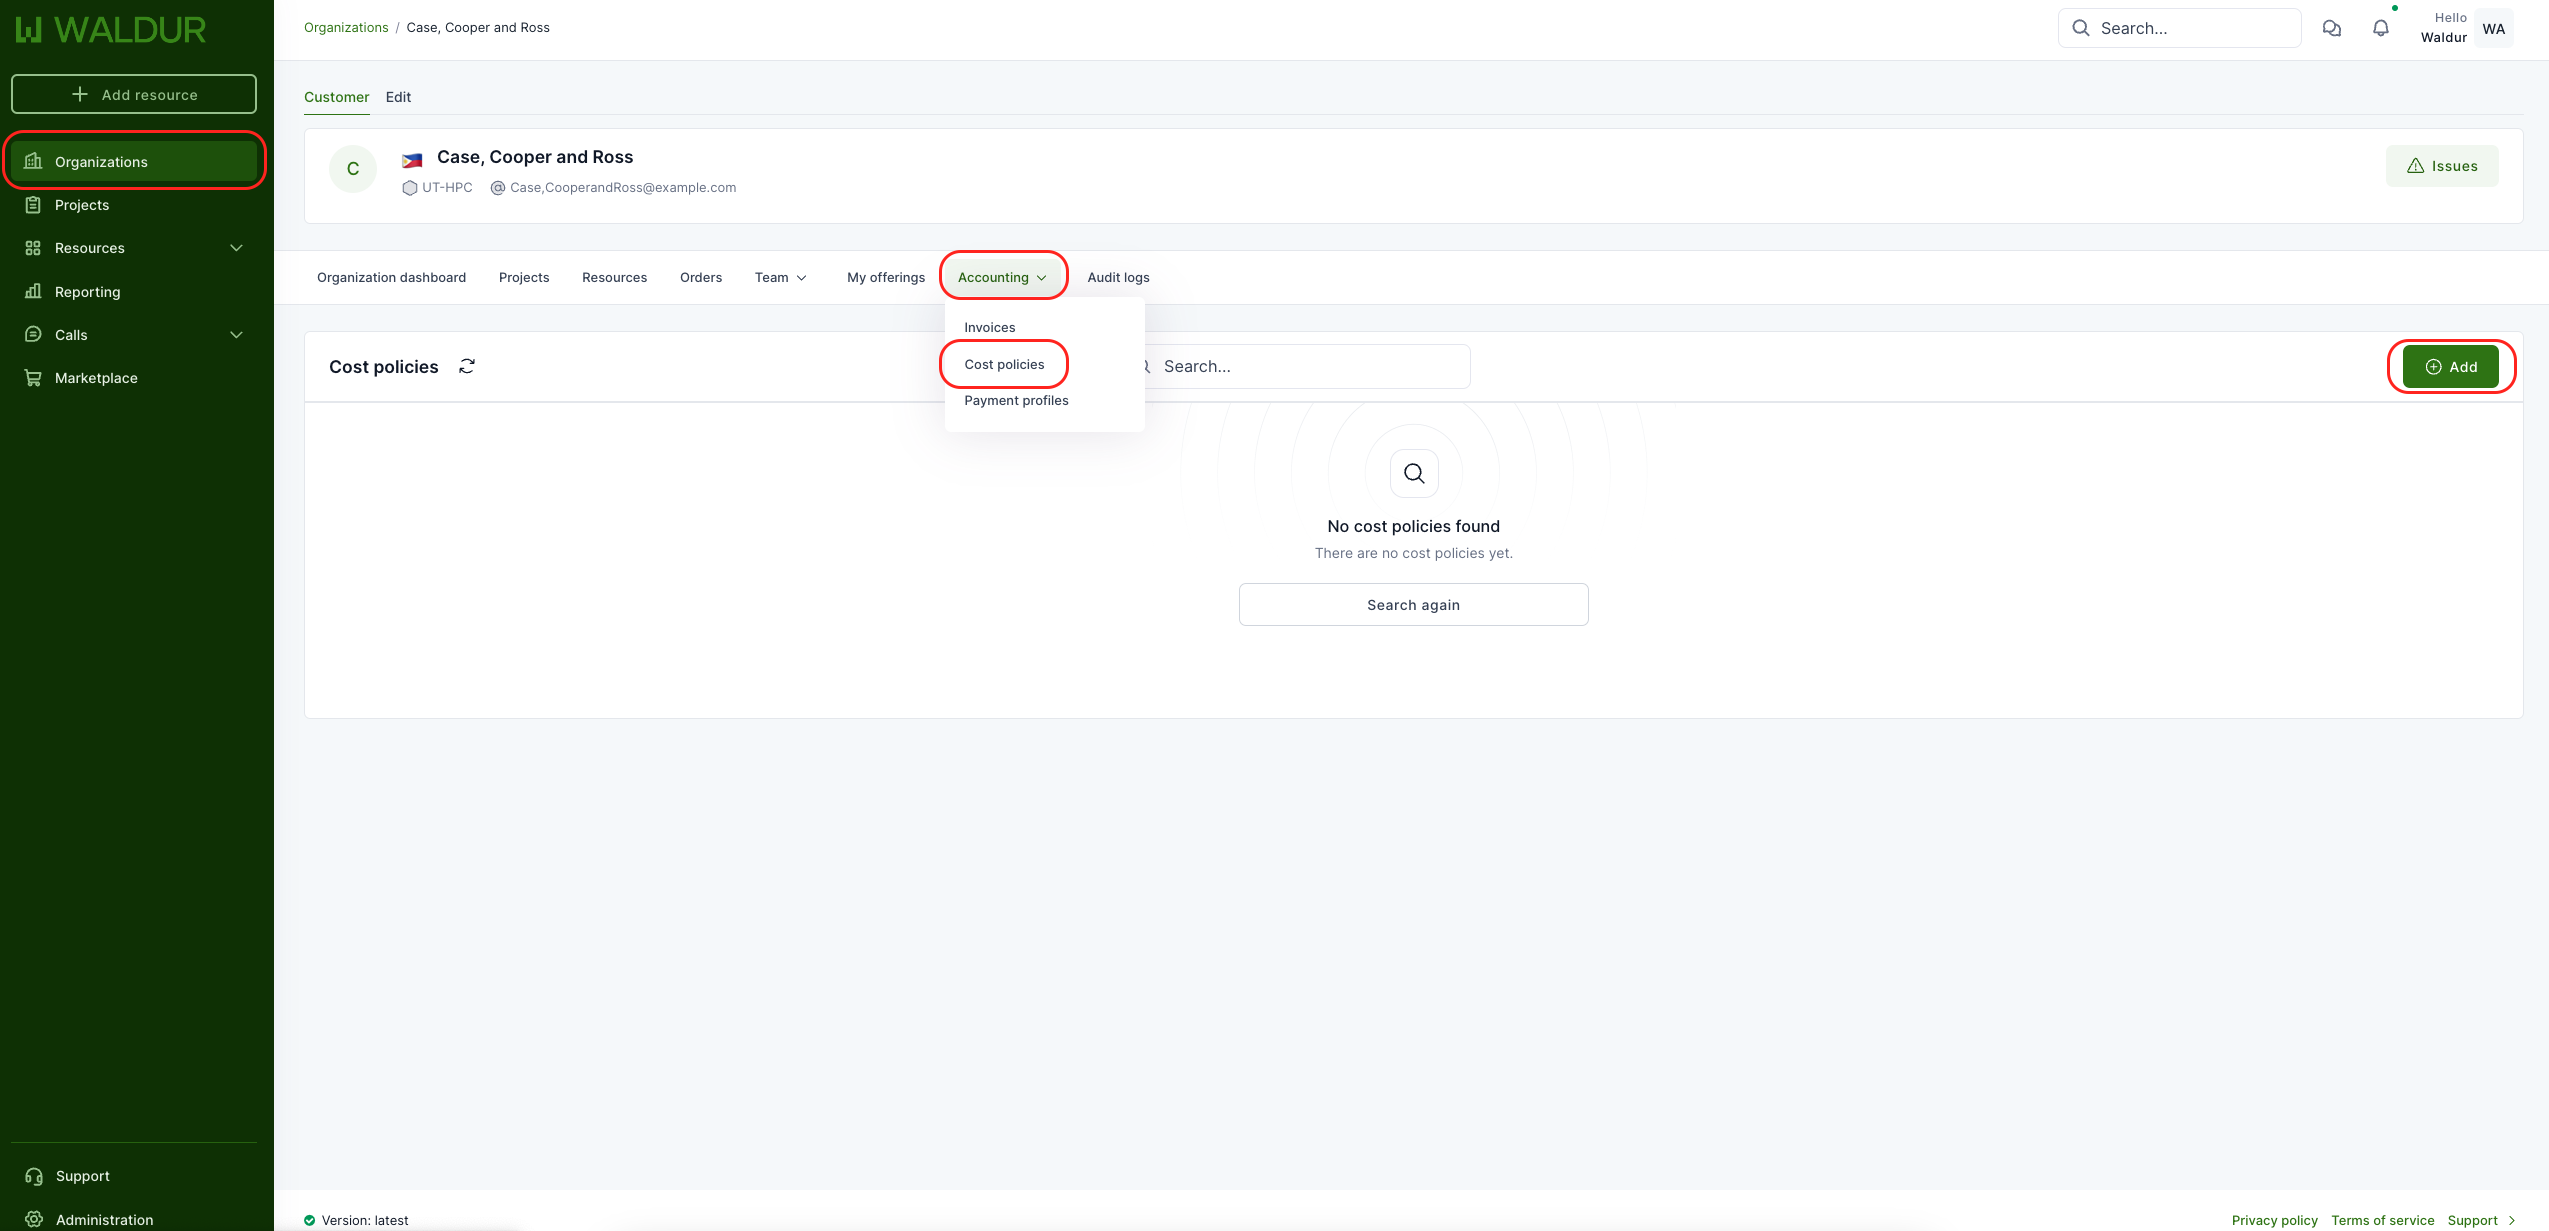 WALDUR
Add resource
Organizations
Projects
Resources
Reporting
Calls
Marketplace
Support
Administration
Organizations / Case, Cooper and Ross
Search...
Hello
Waldur
WA
Customer
Edit
C
Case, Cooper and Ross
UT-HPC
Case,CooperandRoss@example.com
Issues
Organization dashboard
Projects
Resources
Orders
Team
My offerings
Accounting
Audit logs
Invoices
Cost policies
Payment profiles
Cost policies
Search...
Add
No cost policies found
There are no cost policies yet.
Search again
Version: latest
Privacy policy
Terms of service
Support